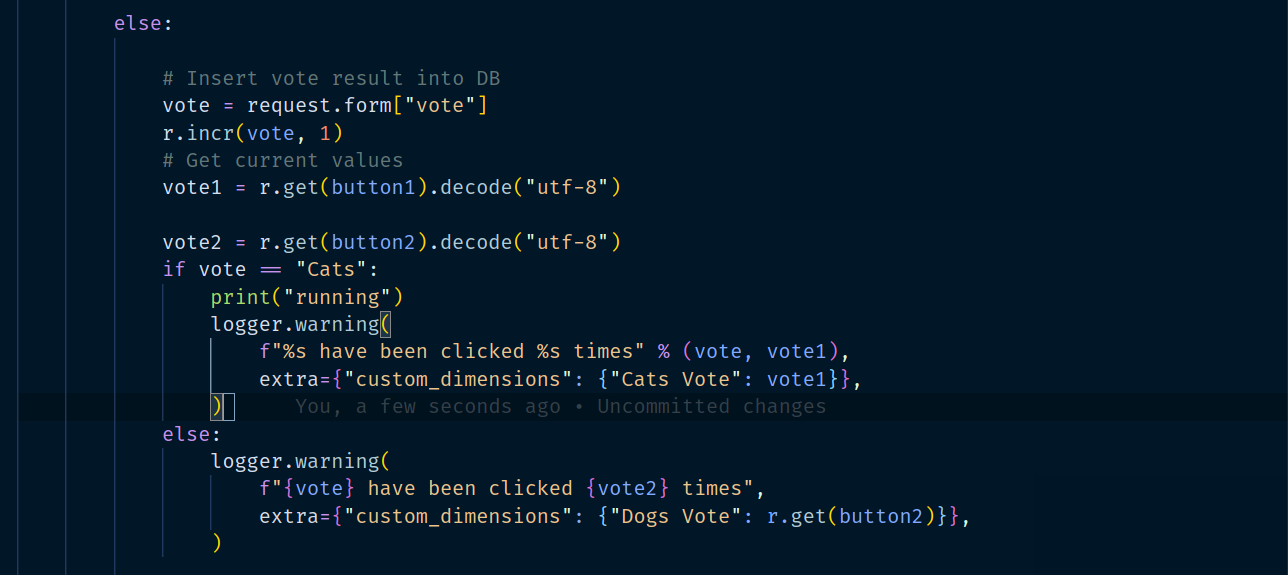 else:
# Insert vote result into DB
vote = request.form["vote"]
r.incr(vote, 1)
# Get current values
vote1 = r.get(button1).decode("utf-8")
vote2 = r.get(button2).decode("utf-8")
if vote == "Cats":
print("running")
logger.warning(
f"%s have been clicked %s times" % (vote, vote1),
extra={"custom_dimensions": {"Cats Vote": vote1}},
) You, a few seconds ago • Uncommitted changes
else:
logger.warning(
f"{vote} have been clicked {vote2} times",
extra={"custom_dimensions": {"Dogs Vote": r.get(button2)}},
)